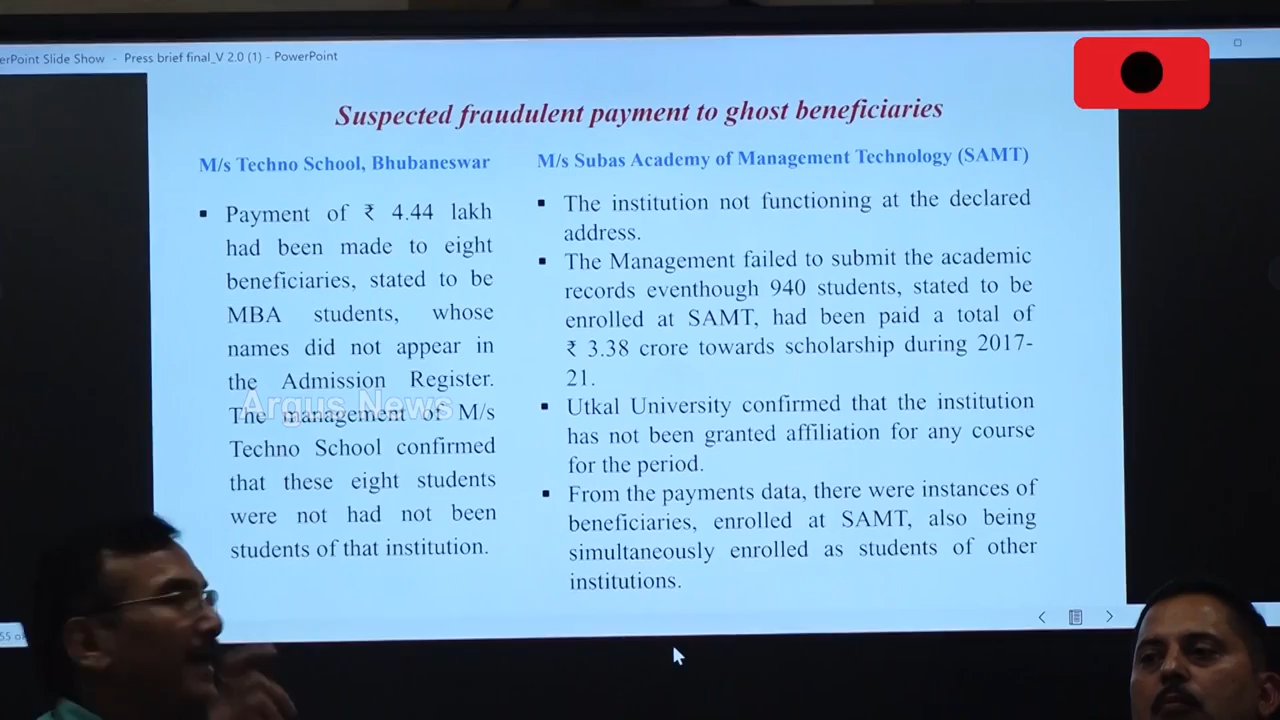 erPoint Slide Show - Press brief final_V 2.0 (1) - PowerPoint
Suspected fraudulent payment to ghost beneficiaries
M/s Techno School, Bhubaneswar
▪ Payment of ₹ 4.44 lakh
had been made to eight
beneficiaries, stated to be
MBA students, whose
names did not appear in
the Admission Register.
The management of M/s
Techno School confirmed
that these eight students
were not had not been
students of that institution.
M/s Subas Academy of Management Technology (SAMT)
▪ The institution not functioning at the declared
address.
▪ The Management failed to submit the academic
records eventhough 940 students, stated to be
enrolled at SAMT, had been paid a total of
₹ 3.38 crore towards scholarship during 2017-
21.
▪ Utkal University confirmed that the institution
has not been granted affiliation for any course
for the period.
▪ From the payments data, there were instances of
beneficiaries, enrolled at SAMT, also being
simultaneously enrolled as students of other
institutions.
Argus News
55 of